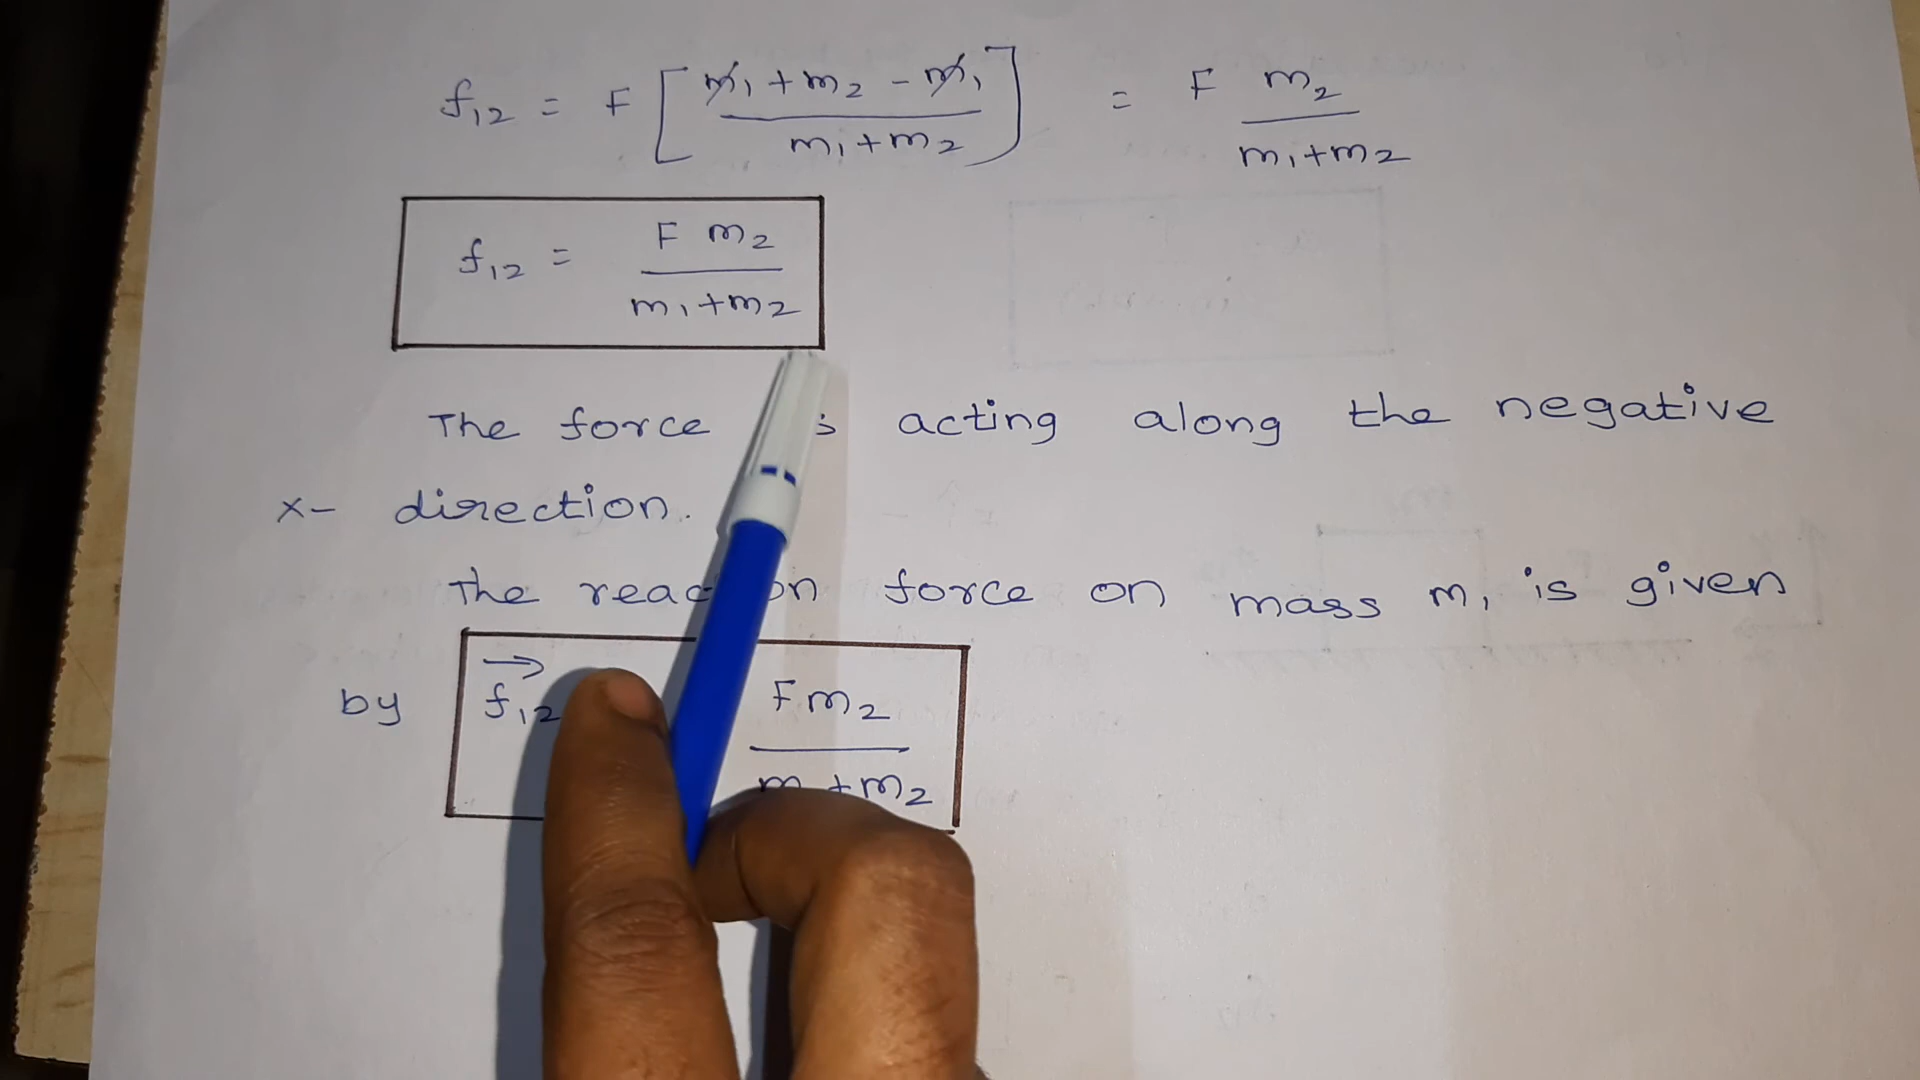 f12 = F [ m1 + m2 - m1 / m1 + m2 ] = F m2 / m1 + m2
f12 = F m2 / m1 + m2
The force acting along the negative
x- direction.
The force on mass m1 is given
by f12 F m2 / m + m2